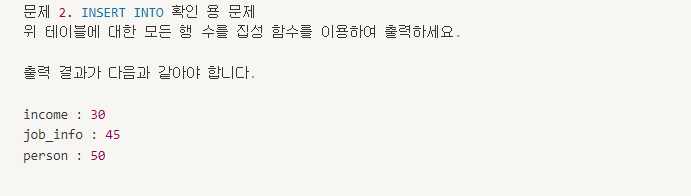 문제 2. INSERT INTO 확인 용 문제
위 테이블에 대한 모든 행 수를 집성 함수를 이용하여 출력하세요.
출력 결과가 다음과 같아야 합니다.
income : 30
job_info : 45
person : 50